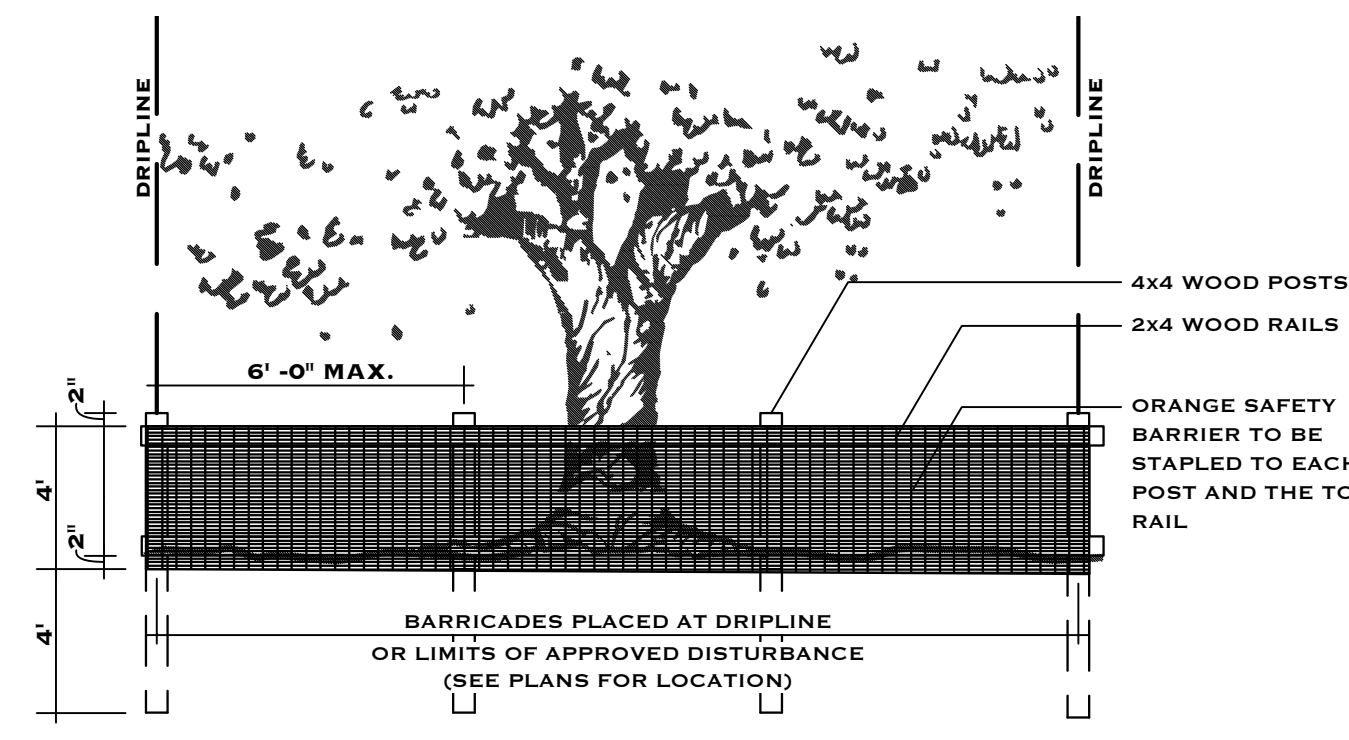 DRIPLINE
DRIPLINE
4x4 WOOD POSTS
2x4 WOOD RAILS
6' -0" MAX.
2"
ORANGE SAFETY
BARRIER TO BE
STAPLED TO EACH
POST AND THE
RAIL
4'
2"
4'
BARRICADES PLACED AT DRIPLINE
OR LIMITS OF APPROVED DISTURBANCE
(SEE PLANS FOR LOCATION)